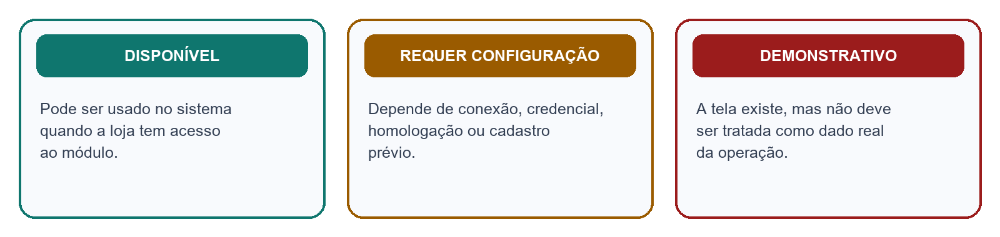 DISPONÍVEL
Pode ser usado no sistema
quando a loja tem acesso
ao módulo.
REQUER CONFIGURAÇÃO
Depende de conexão, credencial,
homologação ou cadastro
prévio.
DEMONSTRATIVO
A tela existe, mas não deve
ser tratada como dado real
da operação.